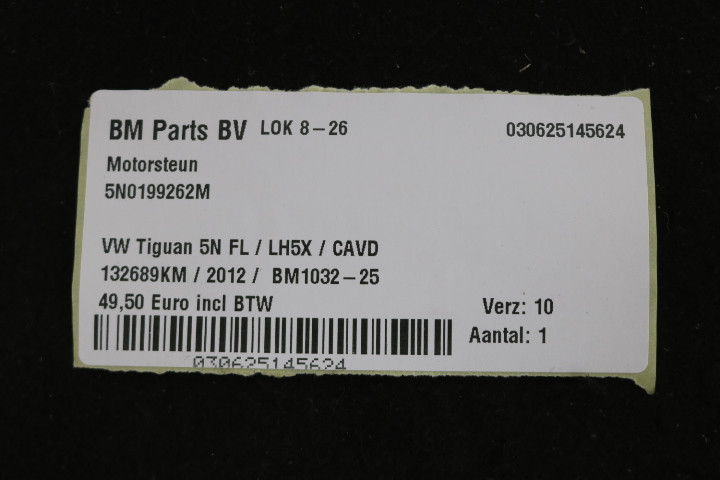 BM Parts BV LOK 8-26 030625145624
Motorsteun
5N0199262M
VW Tiguan 5N FL / LH5X / CAVD
132689KM / 2012 / BM1032-25
49,50 Euro incl BTW Verz: 10
Aantal: 1
030625145624